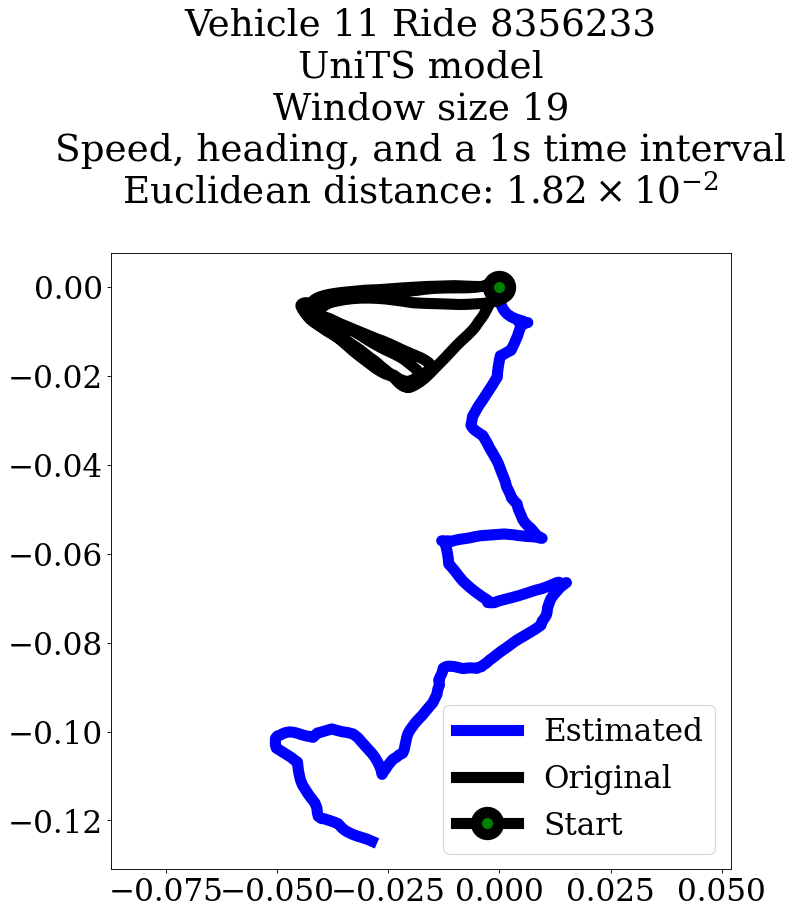 Vehicle 11 Ride 8356233
UniTS model
Window size 19
Speed, heading, and a 1s time interval
Euclidean distance: 1.82 × 10⁻²
0.00
−0.02
−0.04
−0.06
−0.08
−0.10
−0.12
Estimated
Original
Start
−0.075 −0.050 −0.025 0.000 0.025 0.050